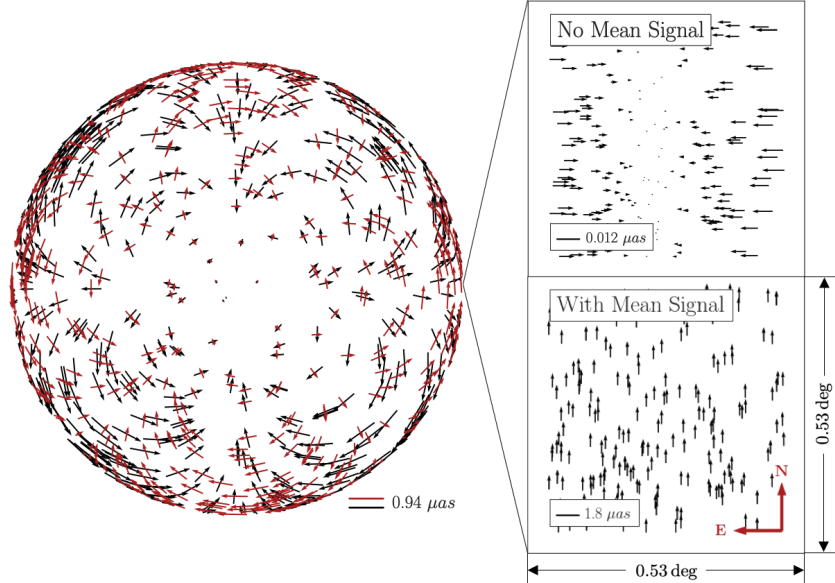 No Mean Signal
0.012 μas
With Mean Signal
1.8 μas
N
E
0.94 μas
0.53 deg
0.53 deg